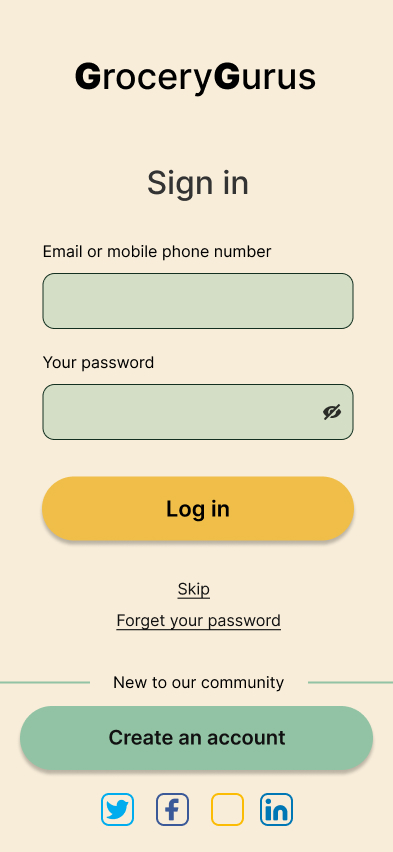 GroceryGurus
Sign in
Email or mobile phone number
Your password
Log in
Skip
Forget your password
New to our community
Create an account